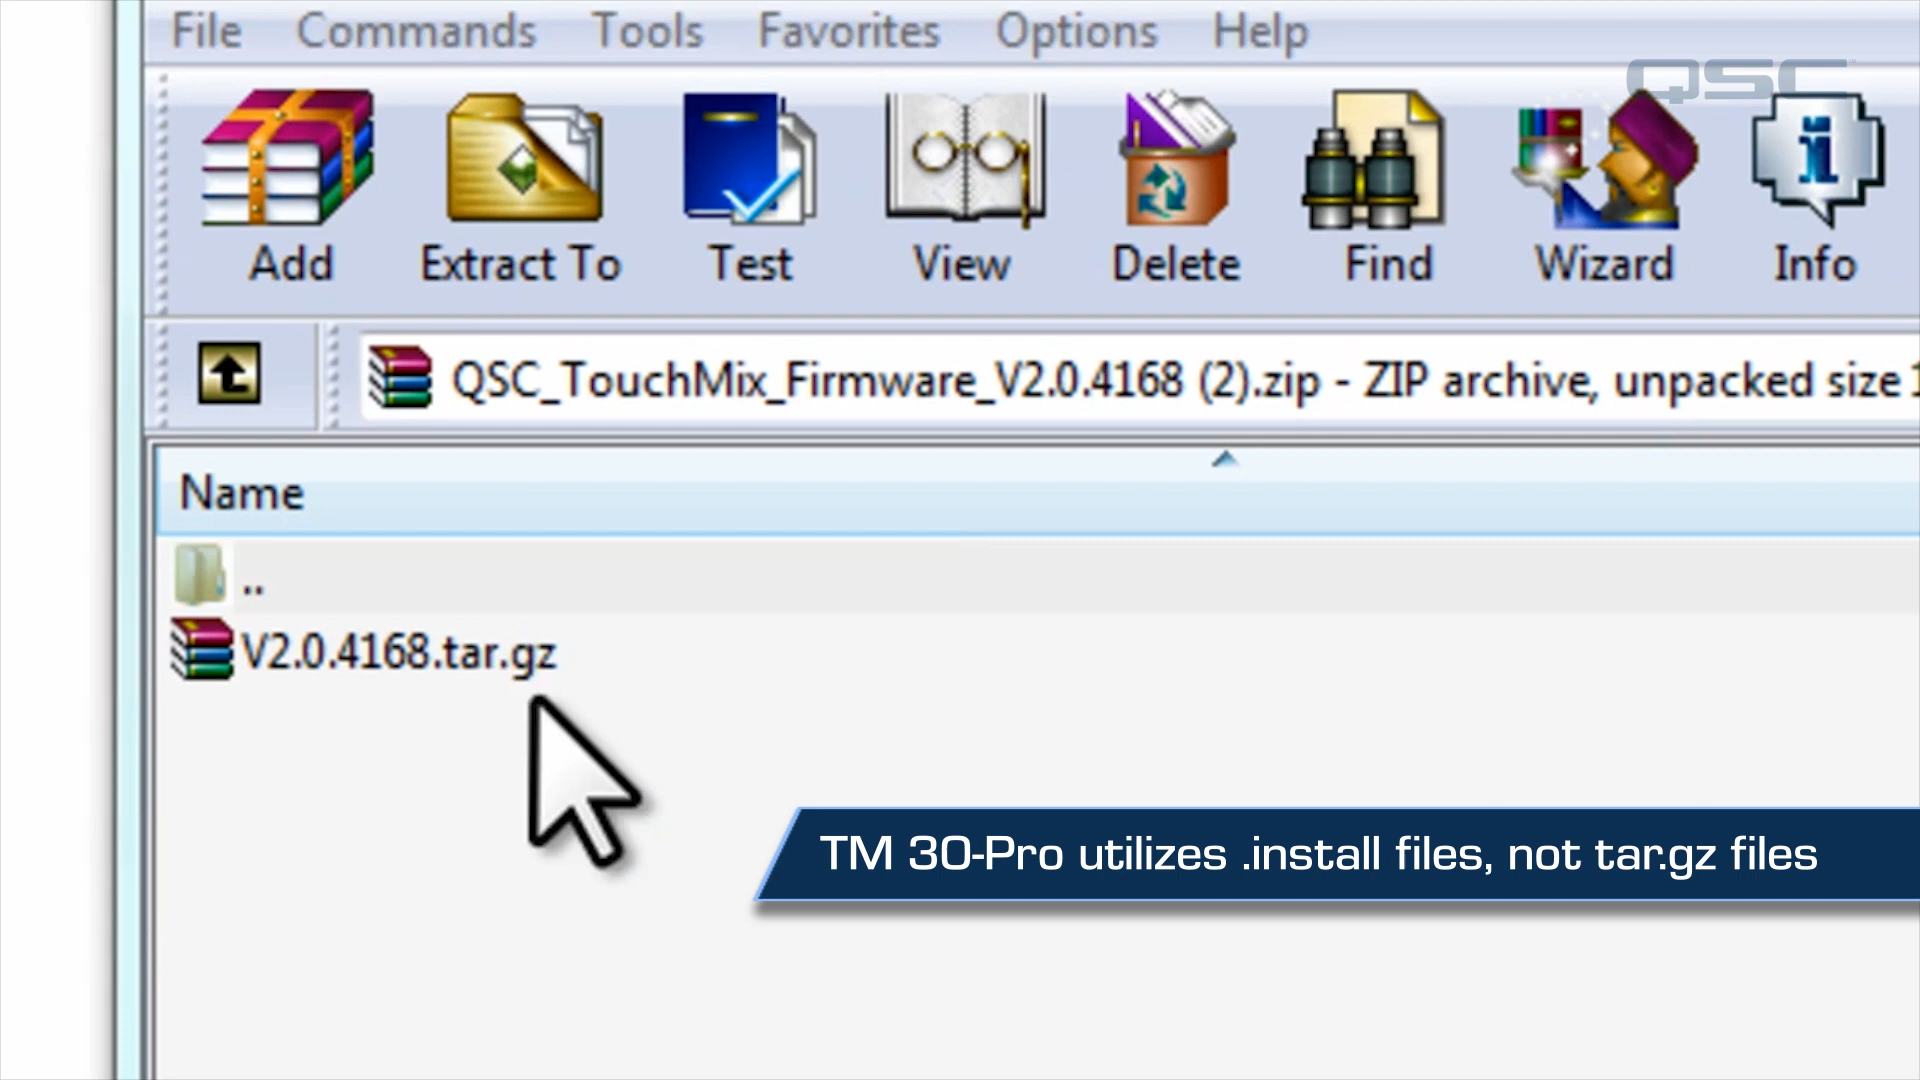 File Commands Tools Favorites Options Help
QSC
Add Extract To Test View Delete Find Wizard Info
QSC_TouchMix_Firmware_V2.0.4168 (2).zip - ZIP archive, unpacked size 1
Name
..
V2.0.4168.tar.gz
TM 30-Pro utilizes .install files, not tar.gz files